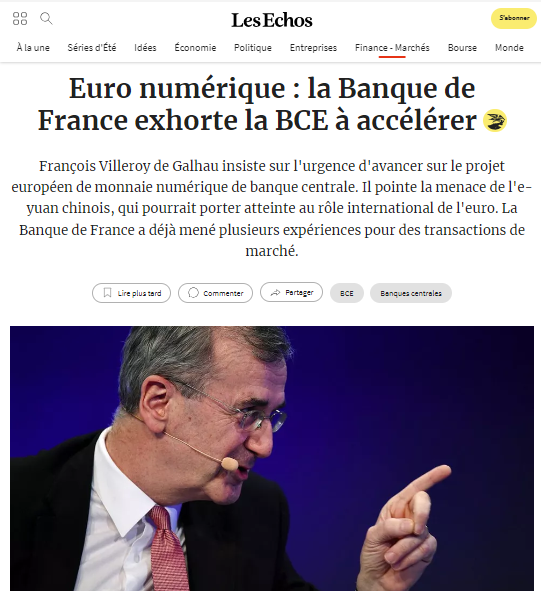 Les Echos
S'abonner
À la une Séries d'Été Idées Économie Politique Entreprises Finance - Marchés Bourse Monde
Euro numérique : la Banque de
France exhorte la BCE à accélérer
François Villeroy de Galhau insiste sur l'urgence d'avancer sur le projet
européen de monnaie numérique de banque centrale. Il pointe la menace de l'e-
yuan chinois, qui pourrait porter atteinte au rôle international de l'euro. La
Banque de France a déjà mené plusieurs expériences pour des transactions de
marché.
Lire plus tard Commenter Partager BCE Banques centrales